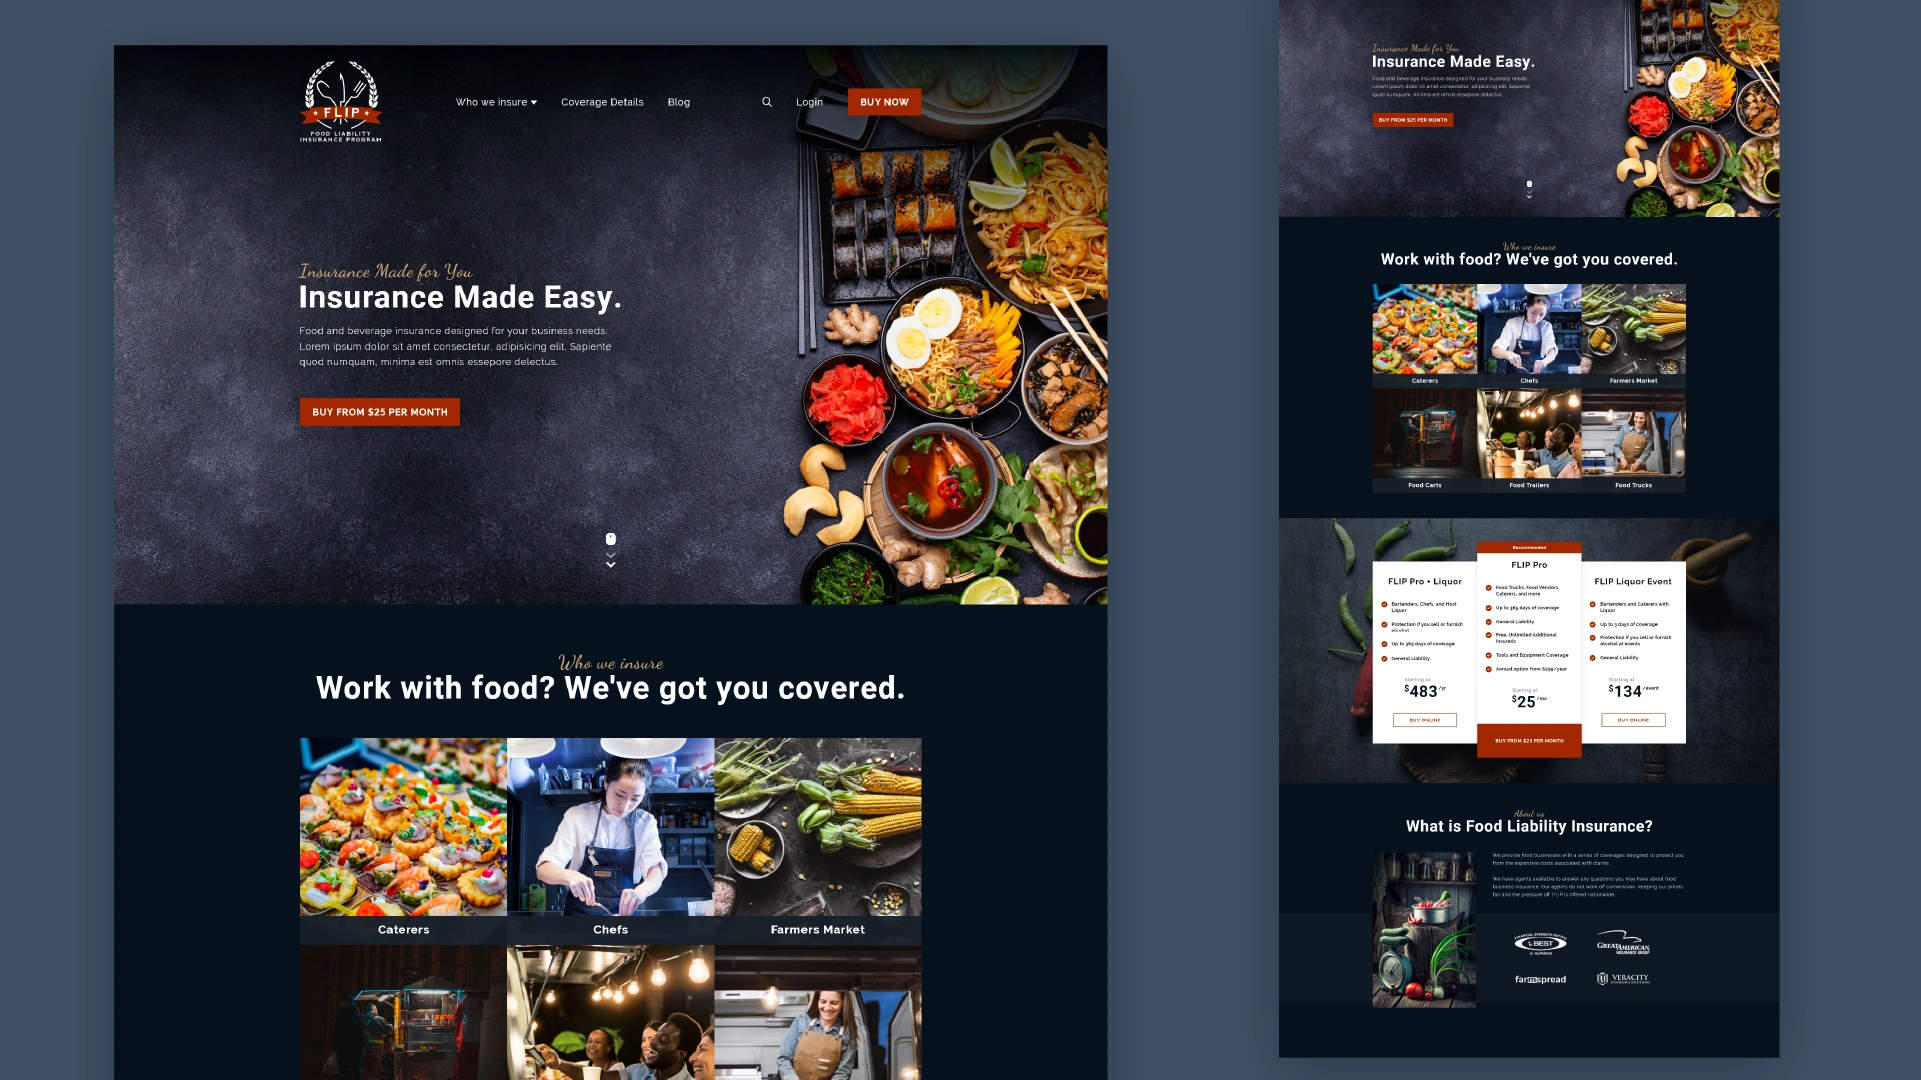 FLIP
FOOD LIABILITY
INSURANCE PROGRAM
Who we insure
Coverage Details
Blog
Login
BUY NOW
Insurance Made for You
Insurance Made Easy.
Food and beverage insurance designed for your business needs.
Lorem ipsum dolor sit amet consectetur, adipisicing elit. Sapiente
quod numquam, minima est omnis essepore delectus.
BUY FROM $25 PER MONTH
Who we insure
Work with food? We've got you covered.
Caterers
Chefs
Farmers Market
Insurance Made for You
Insurance Made Easy.
Food and beverage insurance designed for your business needs.
Lorem ipsum dolor sit amet consectetur, adipisicing elit. Sapiente
quod numquam, minima est omnis essepore delectus.
BUY FROM $25 PER MONTH
Who we insure
Work with food? We've got you covered.
Caterers
Chefs
Farmers Market
Food Carts
Food Trailers
Food Trucks
FLIP Pro + Liquor
Bartenders, Chefs, and Host
Liquor
Protection if you sell or furnish
alcohol
Up to 365 days of coverage
General Liability
Starting at
$483/yr
BUY ONLINE
Recommended
FLIP Pro
Food Trucks, Food Vendors,
Caterers, and more
Up to 365 days of coverage
General Liability
Free, Unlimited Additional
Insureds
Tools and Equipment Coverage
Annual option from $299/year
Starting at
$25/mo
BUY FROM $25 PER MONTH
FLIP Liquor Event
Bartenders and Caterers with
Liquor
Up to 3 days of coverage
Protection if you sell or furnish
alcohol at events
General Liability
Starting at
$134/event
BUY ONLINE
About us
What is Food Liability Insurance?
We provide food businesses with a series of coverages designed to protect you
from the expensive costs associated with claims.
We have agents available to answer any questions you may have about food
business insurance. Our agents do not work off commission, keeping our prices
fair and the pressure off. FLIP is offered nationwide.
FINANCIAL STRENGTH RATING
BEST
A+ SUPERIOR
GREATAMERICAN
INSURANCE GROUP
farmspread
VERACITY
INSURANCE SOLUTIONS